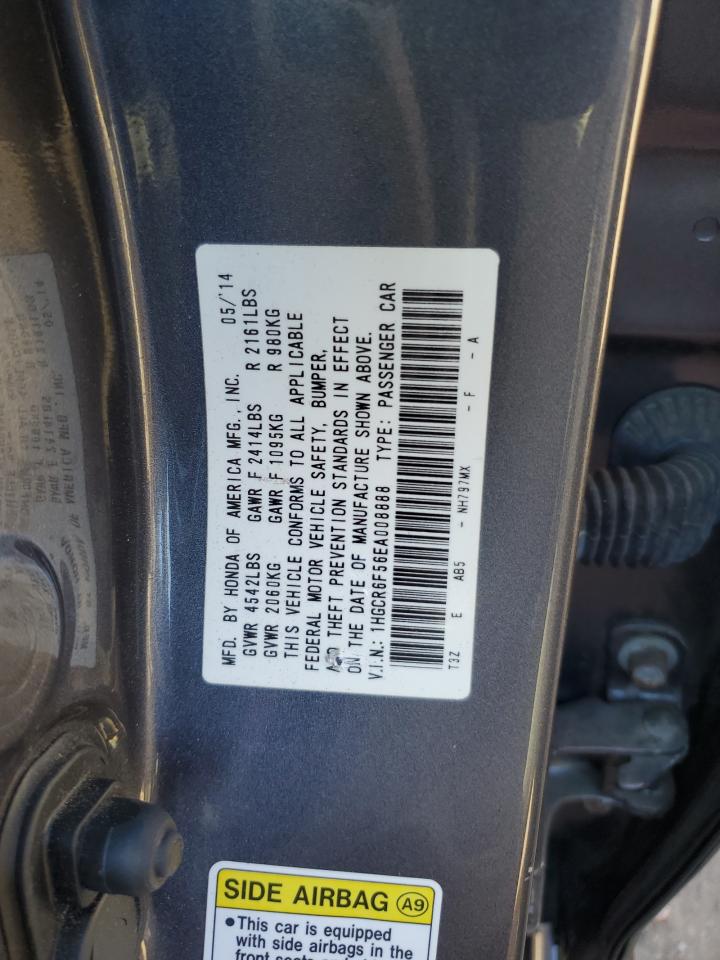 MFD. BY HONDA OF AMERICA MFG., INC. 05/'14
GVWR 4542LBS GAWR F 2414LBS R 2161LBS
GVWR 2060KG GAWR F 1095KG R 980KG
THIS VEHICLE CONFORMS TO ALL APPLICABLE
FEDERAL MOTOR VEHICLE SAFETY, BUMPER,
AND THEFT PREVENTION STANDARDS IN EFFECT
ON THE DATE OF MANUFACTURE SHOWN ABOVE.
V.I.N.: 1HGCR6F56EA008888 TYPE: PASSENGER CAR
T3Z E AB5 - NH797MX - F - A
SIDE AIRBAG A9
•This car is equipped
with side airbags in the